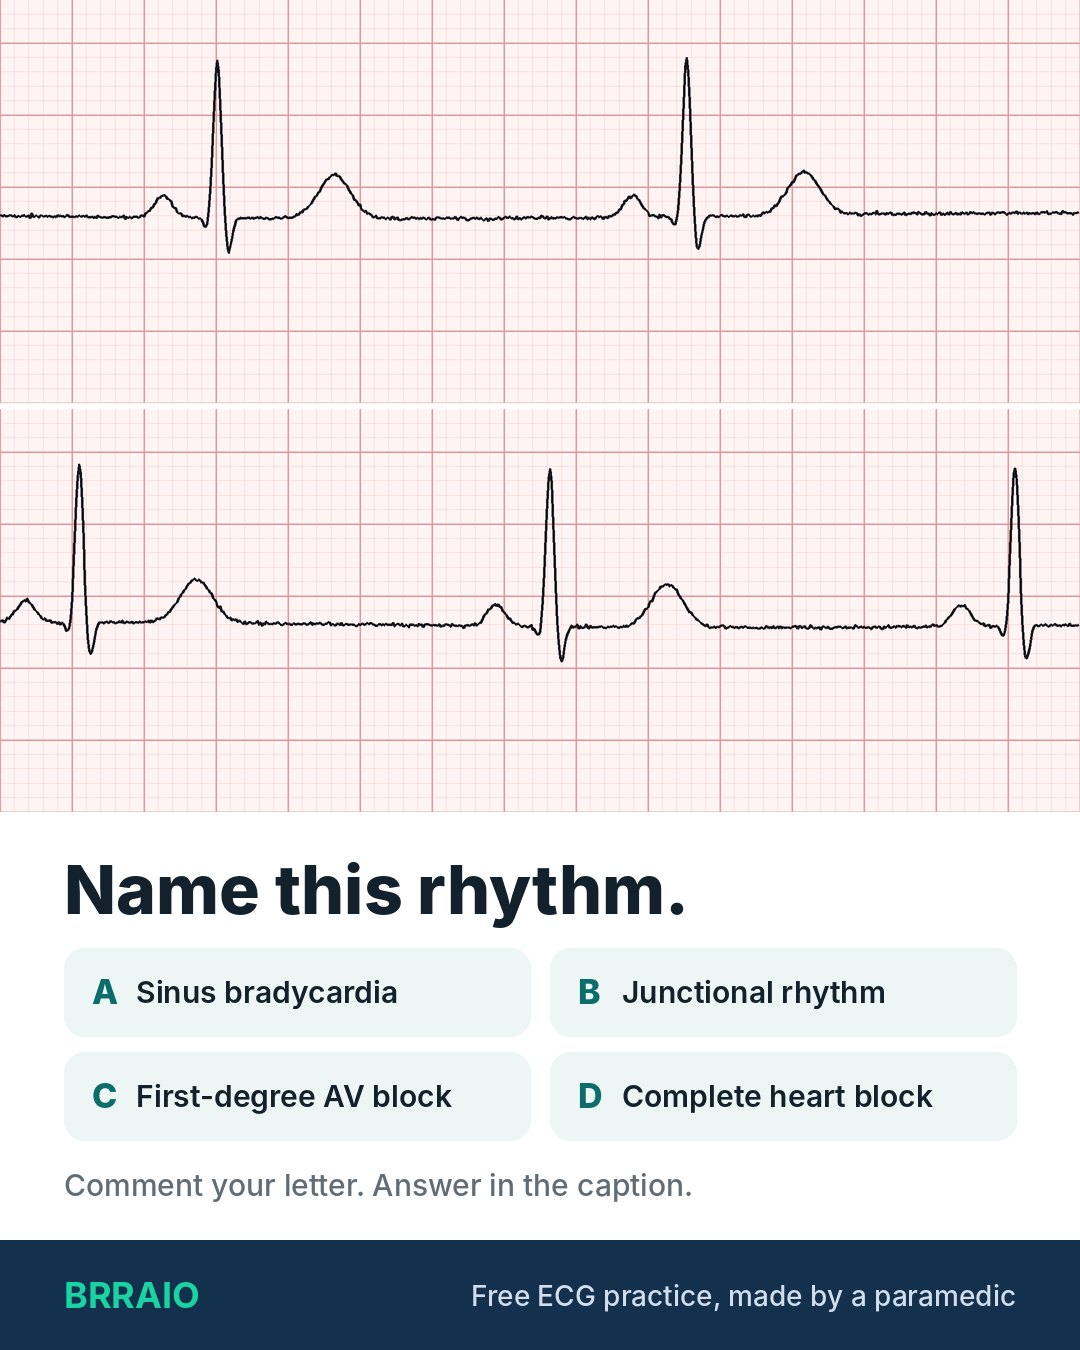 Name this rhythm.
A Sinus bradycardia
B Junctional rhythm
C First-degree AV block
D Complete heart block
Comment your letter. Answer in the caption.
BRRAIO
Free ECG practice, made by a paramedic